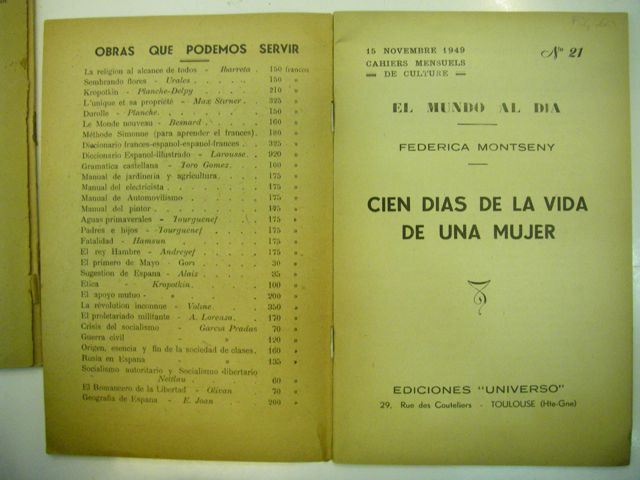 OBRAS QUE PODEMOS SERVIR
La religion al alcance de todos - Ibarreta . 150 francos
Sembrando flores - Urales . . . . 150 »
Kropotkin - Planche-Delpy . . . 210 »
L'unique et sa propriété - Max Stirner . 325 »
Durolle - Planche. . . . . . 150 »
Le Monde nouveau - Besnard . . . . 160 »
Méthode Simonne (para aprender el frances). 180 »
Diccionario frances-espanol-espanol-frances . 325 »
Diccionario Espanol-illustrado - Larousse. . 920 »
Gramatica castellana - Toro Gomez. . . 100 »
Manual de jardineria y agricultura. . . . 175 »
Manual del electricista . . . . . 175 »
Manual de Automovilismo . . . . . 175 »
Manual del pintor . . . . . . 175 »
Aguas primaverales - Tourguenef . . . 175 »
Padres e hijos - Tourguenef . . . . 175 »
Fatalidad - Hamsun . . . . . 175 »
El rey Hambre - Andreyef . . . . 175 »
El primero de Mayo - Gori . . . . 30 »
Sugestion de Espana - Alaiz . . . . 35 »
Etica - Kropotkin. . . . . 100 »
El apoyo mutuo - » . . . . . 200 »
La révolution inconnue - Voline . . . 350 »
El proletariado militante - A. Lorenzo. . 170 »
Crisis del socialismo - Garcia Pradas 70 »
Guerra civil - » 120 »
Origen, esencia y fin de la sociedad de clases. 160 »
Rusia en Espana - » 135 »
Socialismo autoritario y Socialismo libertario
Nettlau . . . . 60 »
El Romancero de la Libertad - Olivan . 70 »
Geografia de Espana - E. Joan . . . 200 »
15 NOVEMBRE 1949
Nº 21
CAHIERS MENSUELS
DE CULTURE
EL MUNDO AL DIA
FEDERICA MONTSENY
CIEN DIAS DE LA VIDA
DE UNA MUJER
EDICIONES "UNIVERSO"
29, Rue des Couteliers - TOULOUSE (Hte-Gne)